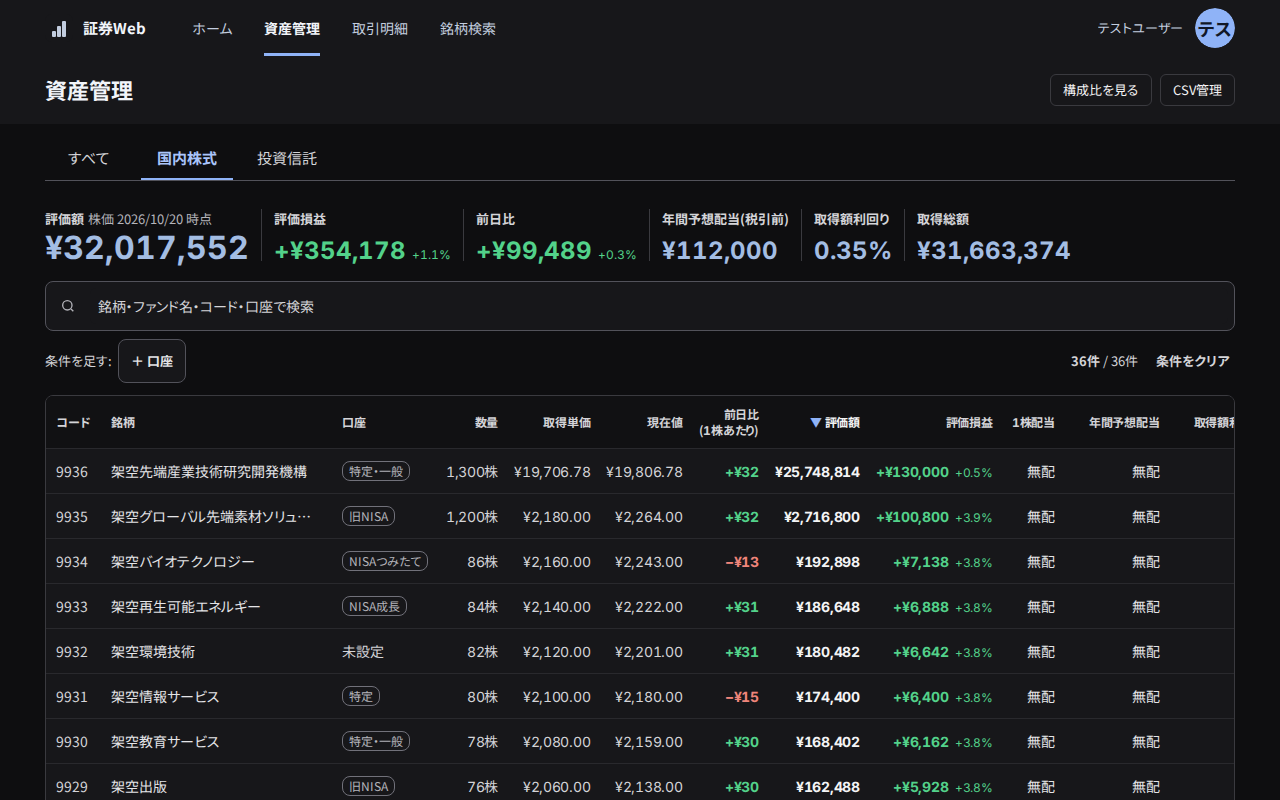 証券Web ホーム 資産管理 取引明細 銘柄検索 テストユーザー テス
資産管理 構成比を見る CSV管理
すべて 国内株式 投資信託
評価額 株価 2026/10/20 時点 評価損益 前日比 年間予想配当(税引前) 取得額利回り 取得総額
¥32,017,552 +¥354,178 +1.1% +¥99,489 +0.3% ¥112,000 0.35% ¥31,663,374
銘柄・ファンド名・コード・口座で検索
条件を足す: ＋ 口座 36件 / 36件 条件をクリア
コード 銘柄 口座 数量 取得単価 現在値 前日比 (1株あたり) ▼ 評価額 評価損益 1株配当 年間予想配当 取得額
9936 架空先端産業技術研究開発機構 特定・一般 1,300株 ¥19,706.78 ¥19,806.78 +¥32 ¥25,748,814 +¥130,000 +0.5% 無配 無配
9935 架空グローバル先端素材ソリュ… 旧NISA 1,200株 ¥2,180.00 ¥2,264.00 +¥32 ¥2,716,800 +¥100,800 +3.9% 無配 無配
9934 架空バイオテクノロジー NISAつみたて 86株 ¥2,160.00 ¥2,243.00 −¥13 ¥192,898 +¥7,138 +3.8% 無配 無配
9933 架空再生可能エネルギー NISA成長 84株 ¥2,140.00 ¥2,222.00 +¥31 ¥186,648 +¥6,888 +3.8% 無配 無配
9932 架空環境技術 未設定 82株 ¥2,120.00 ¥2,201.00 +¥31 ¥180,482 +¥6,642 +3.8% 無配 無配
9931 架空情報サービス 特定 80株 ¥2,100.00 ¥2,180.00 −¥15 ¥174,400 +¥6,400 +3.8% 無配 無配
9930 架空教育サービス 特定・一般 78株 ¥2,080.00 ¥2,159.00 +¥30 ¥168,402 +¥6,162 +3.8% 無配 無配
9929 架空出版 旧NISA 76株 ¥2,060.00 ¥2,138.00 +¥30 ¥162,488 +¥5,928 +3.8% 無配 無配